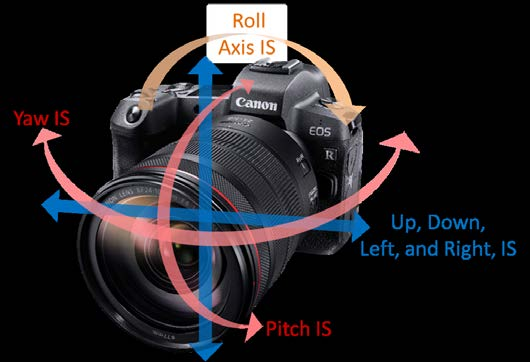 Roll
Axis IS
Canon
EOS
R
Yaw IS
Up, Down,
Left, and Right, IS
Pitch IS